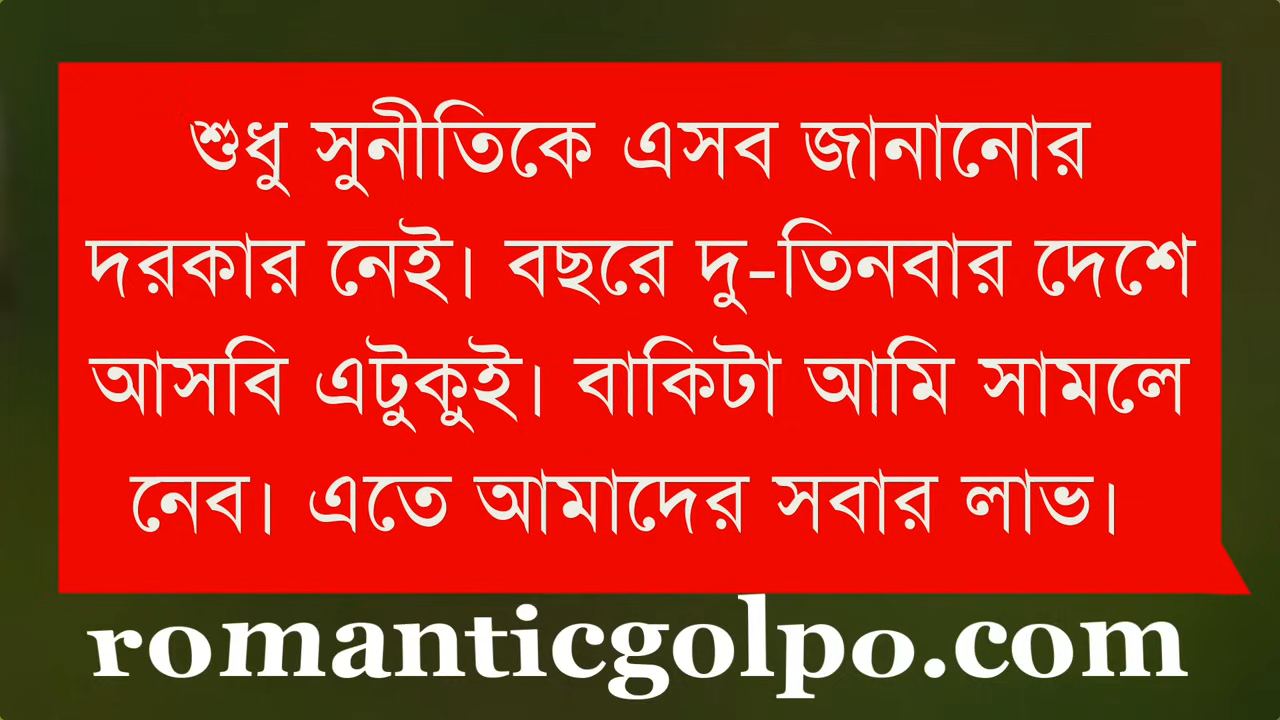 শুধু সুনীতিকে এসব জানানোর
দরকার নেই। বছরে দু-তিনবার দেশে
আসবি এটুকুই। বাকিটা আমি সামলে
নেব। এতে আমাদের সবার লাভ।
romanticgolpo.com